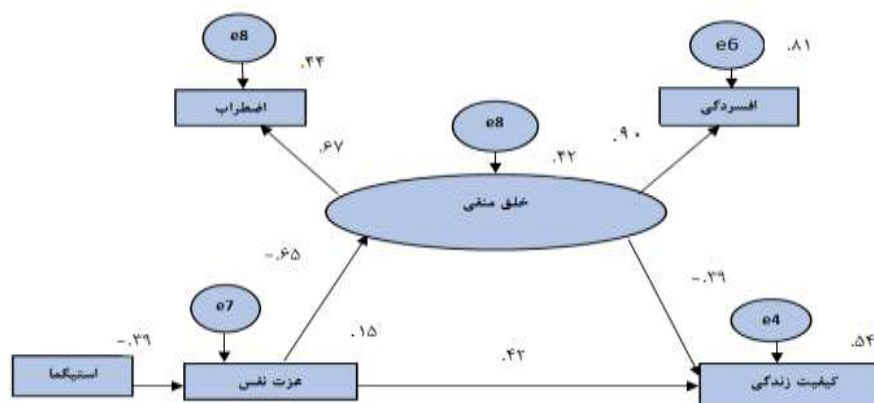 e8
e6
.۸۱
.۴۴
اضطراب
افسردگی
e8
.۶۷
.۴۲
.۹۰
خلق منفی
-.۶۵
-.۳۹
e7
e4
-.۳۹
.۱۵
.۴۲
.۵۴
استیگما
عزت نفس
کیفیت زندگی